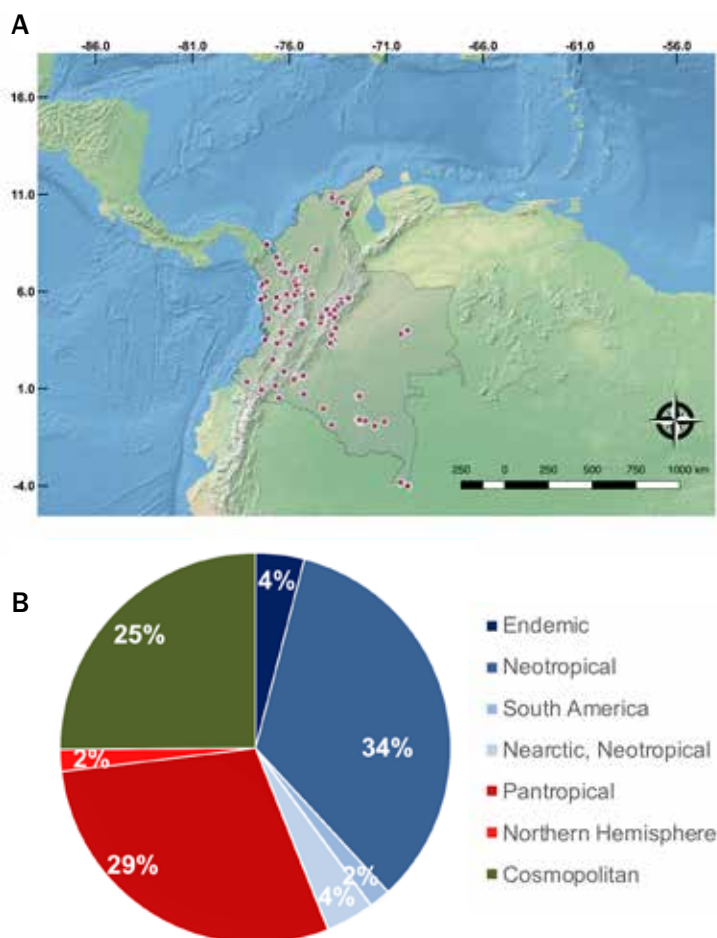 A
-86.0 -81.0 -76.0 -71.0 -66.0 -61.0 -56.0
16.0
11.0
6.0
1.0
-4.0
250 0 250 500 750 1000 km
B
4%
34%
2%
4%
29%
2%
25%
Endemic
Neotropical
South America
Nearctic, Neotropical
Pantropical
Northern Hemisphere
Cosmopolitan